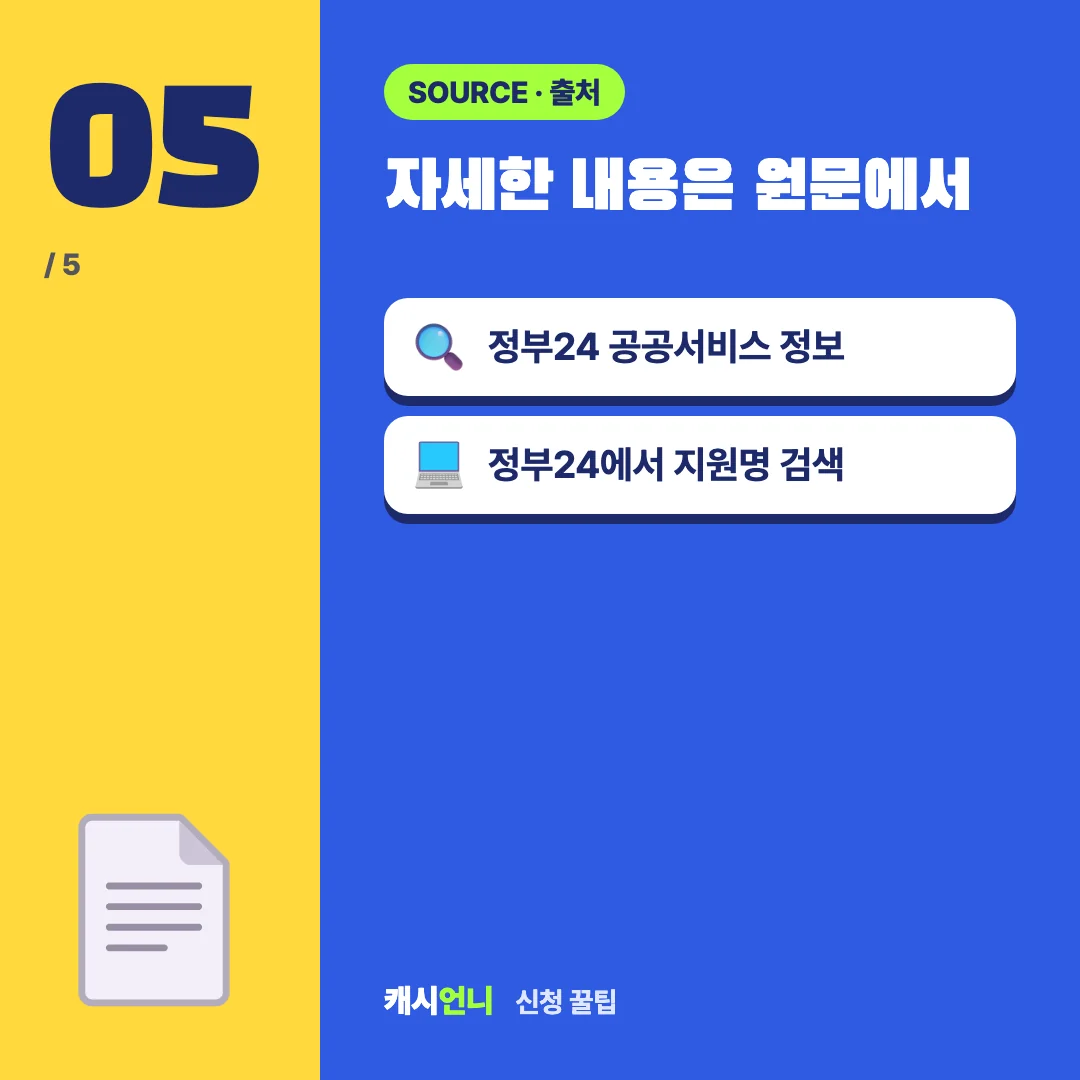 05
/ 5
SOURCE · 출처
자세한 내용은 원문에서
정부24 공공서비스 정보
정부24에서 지원명 검색
캐시언니 신청 꿀팁